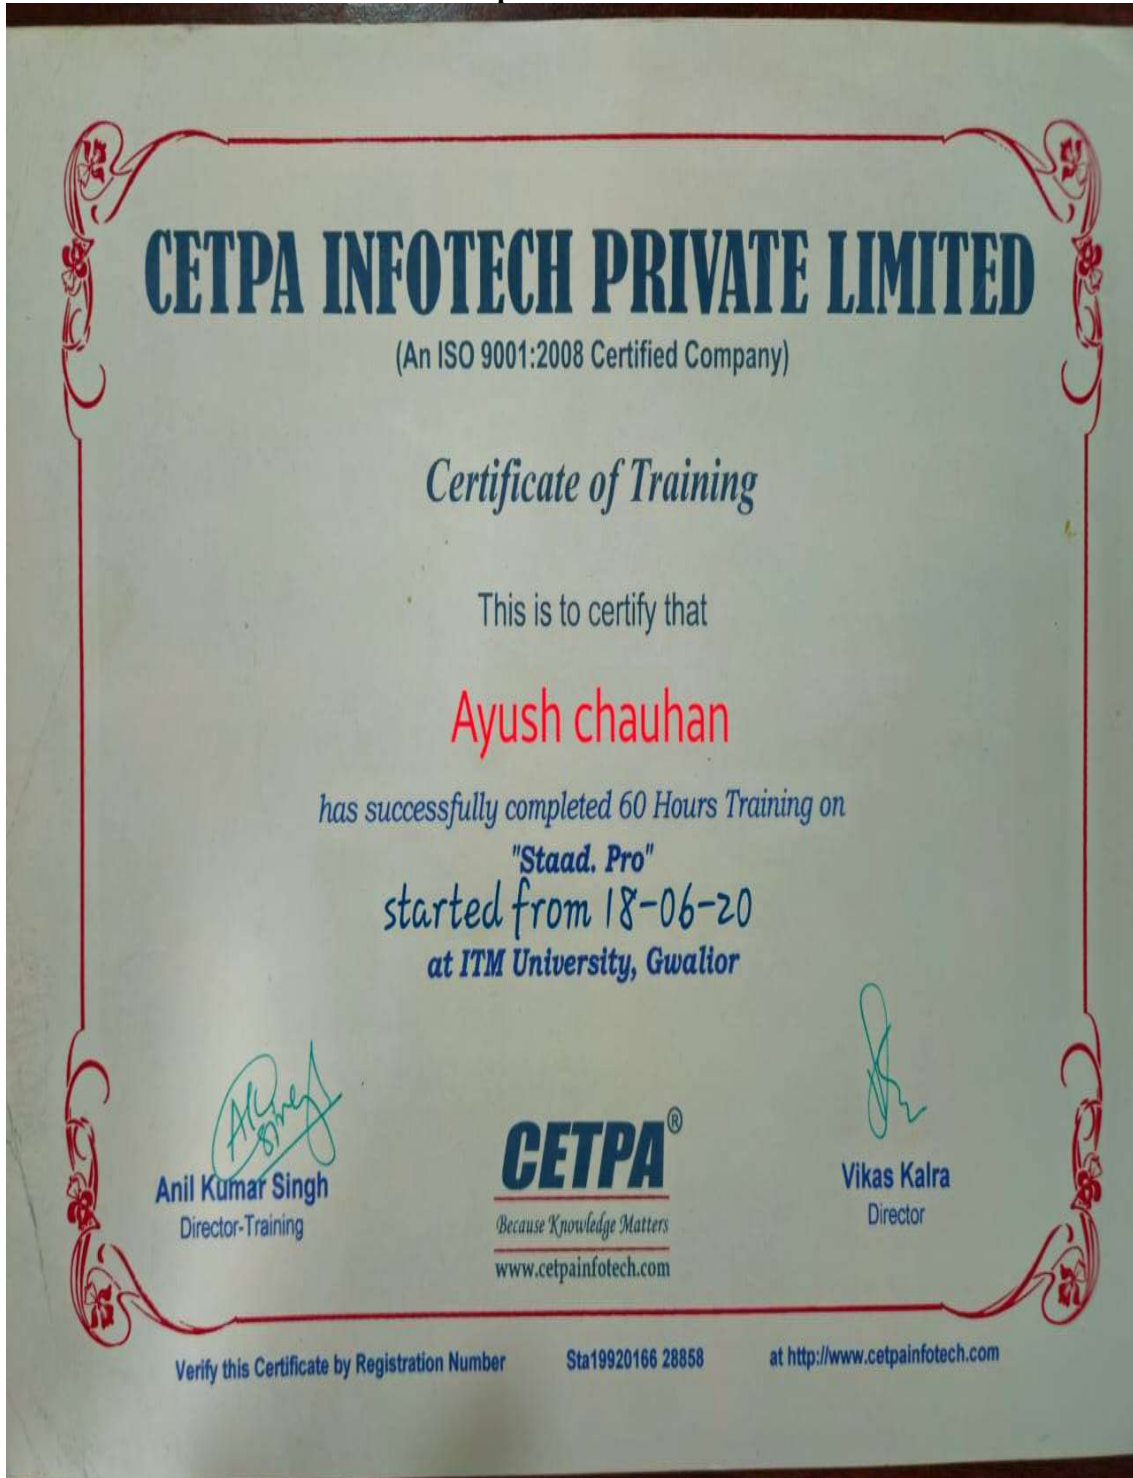 CETPA INFOTECH PRIVATE LIMITED
(An ISO 9001:2008 Certified Company)
Certificate of Training
This is to certify that
Ayush chauhan
has successfully completed 60 Hours Training on
"Staad. Pro"
started from 18-06-20
at ITM University, Gwalior
Anil Kumar Singh
Director-Training
CETPA®
Because Knowledge Matters
www.cetpainfotech.com
Vikas Kalra
Director
Verify this Certificate by Registration Number Sta19920166 28858 at http://www.cetpainfotech.com